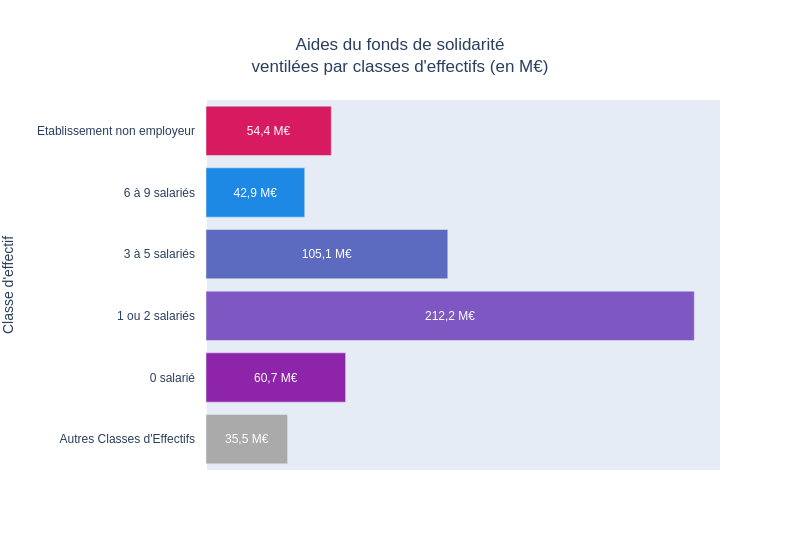 Aides du fonds de solidarité
ventilées par classes d'effectifs (en M€)
Classe d'effectif
Etablissement non employeur
54,4 M€
6 à 9 salariés
42,9 M€
3 à 5 salariés
105,1 M€
1 ou 2 salariés
212,2 M€
0 salarié
60,7 M€
Autres Classes d'Effectifs
35,5 M€